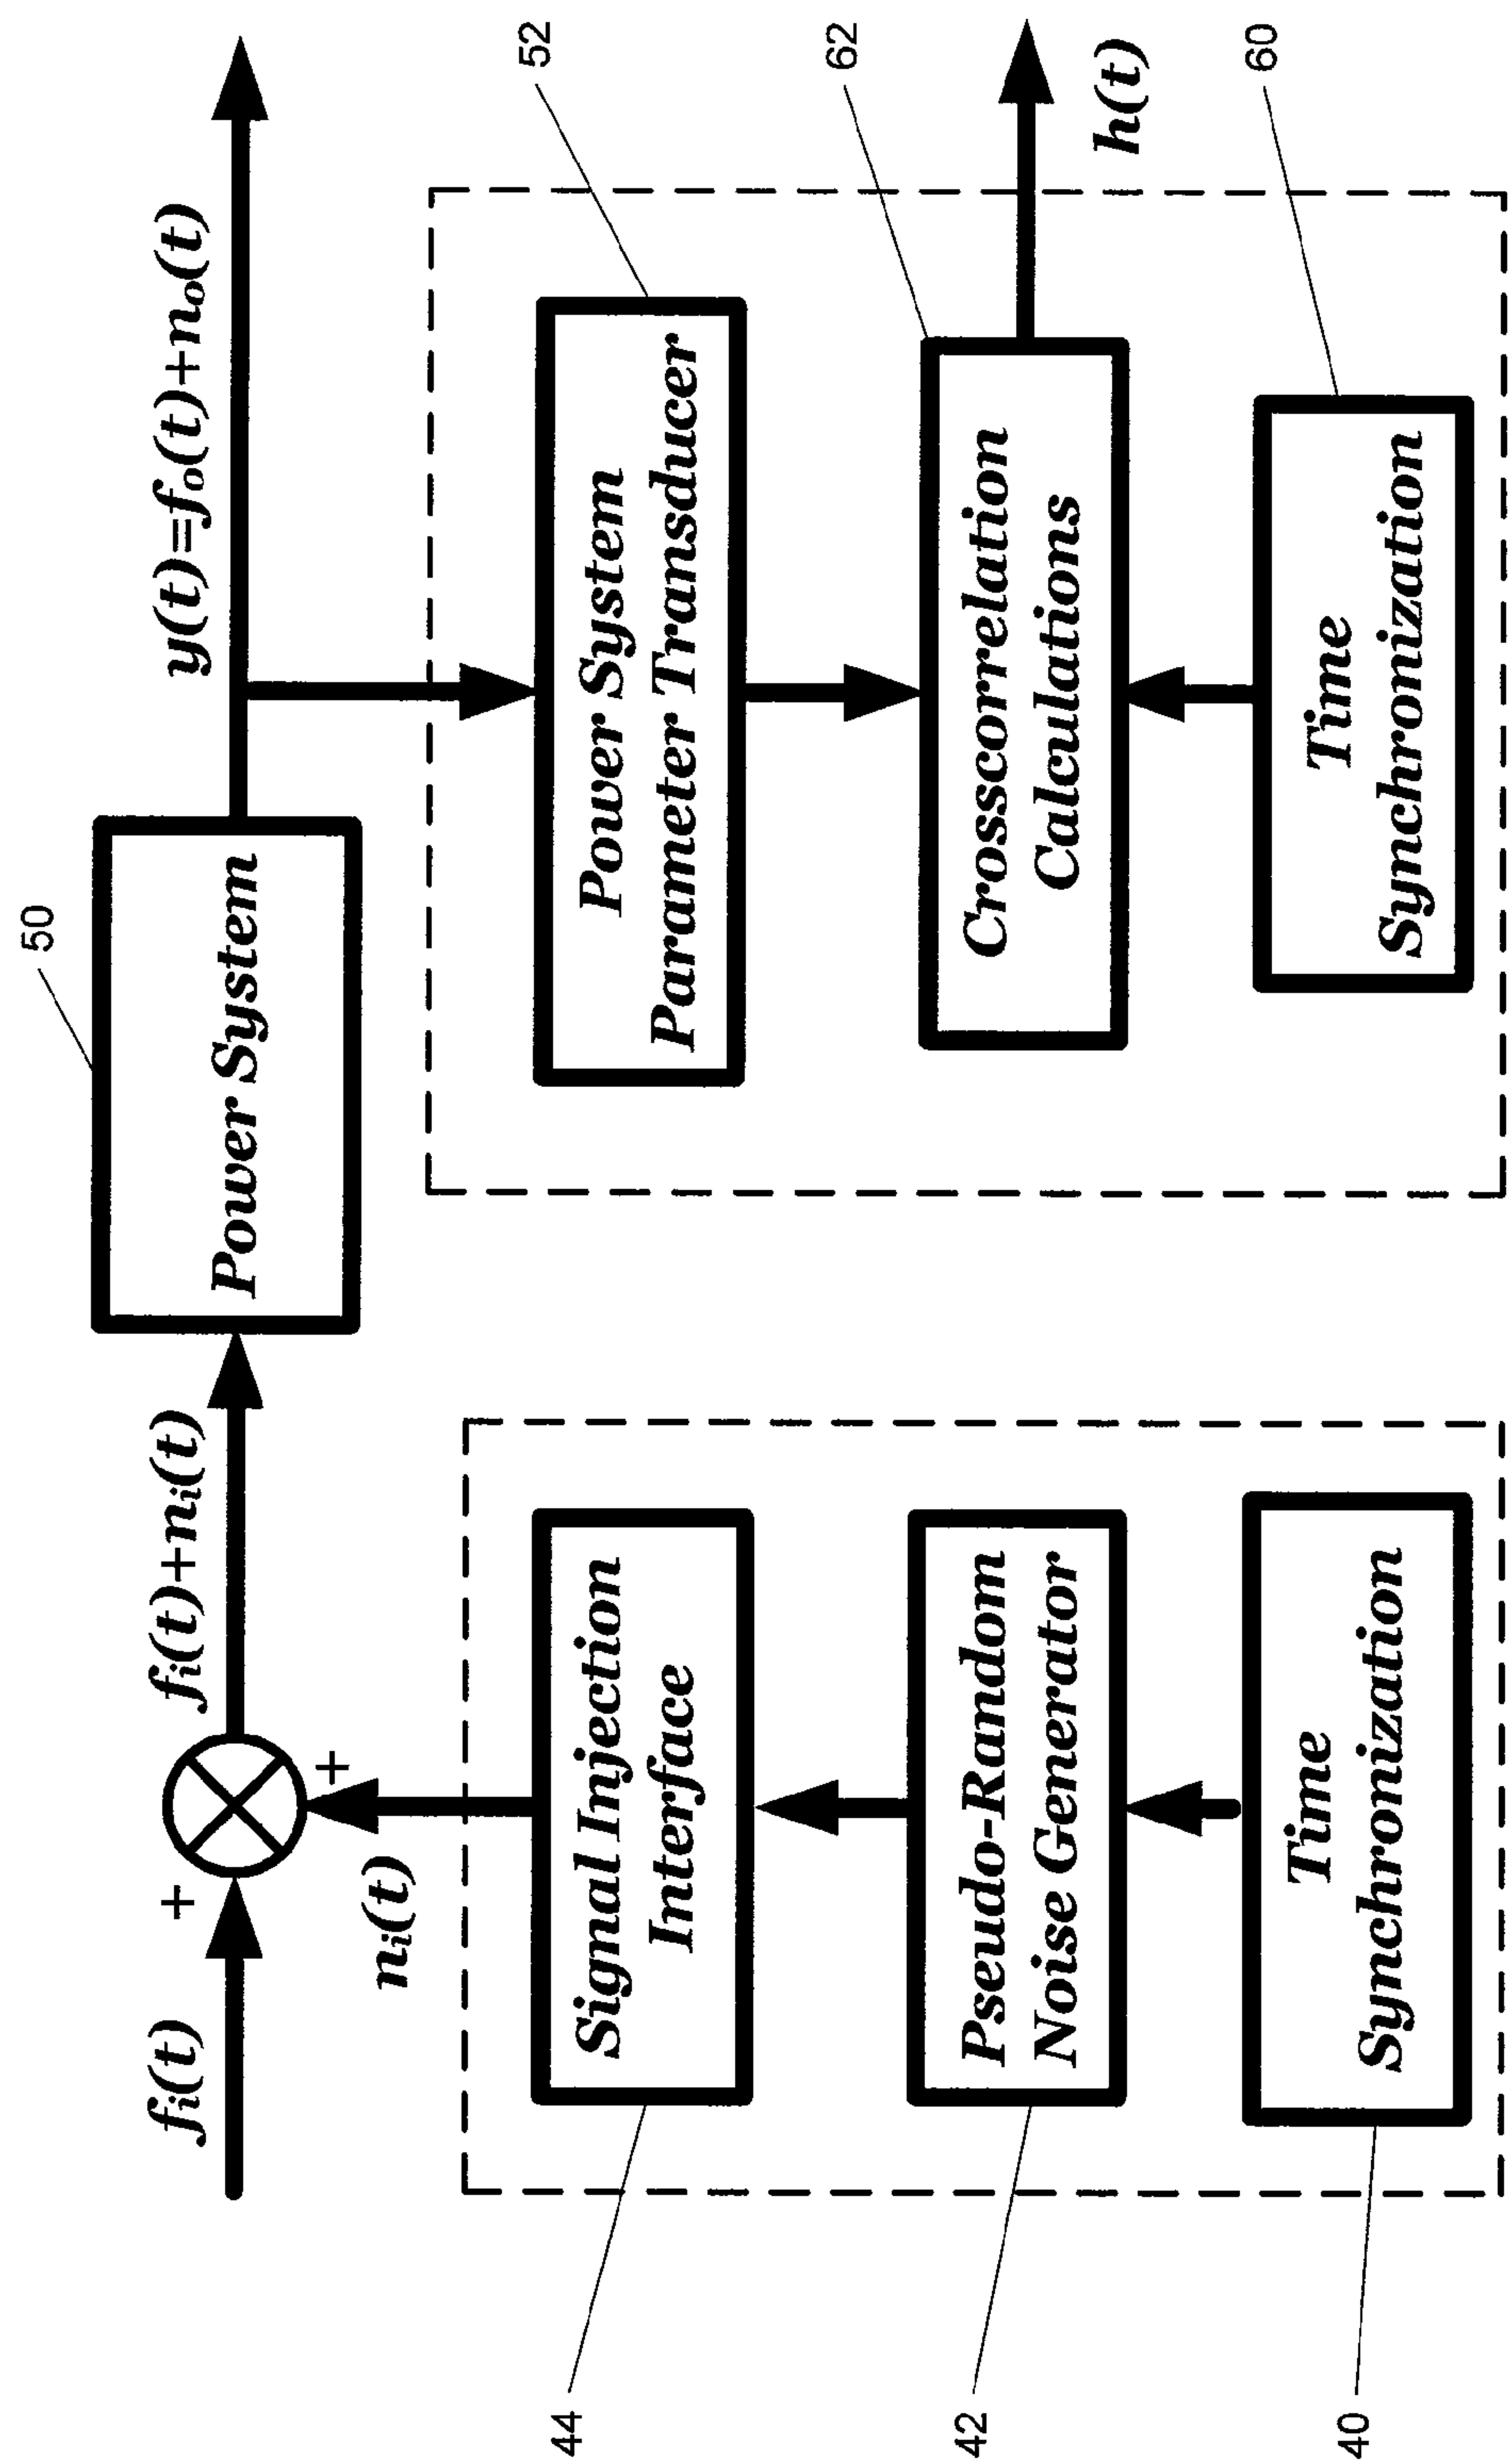 50
y(t)=fo(t)+no(t)
fi(t)
+
fi(t)+ni(t)
Power System
+
ni(t)
52
Signal Injection
Interface
44
Power System
Parameter Transducer
62
Pseudo-Random
Noise Generator
42
Crosscorrelation
Calculations
h(t)
60
Time
Synchronization
40
Time
Synchronization